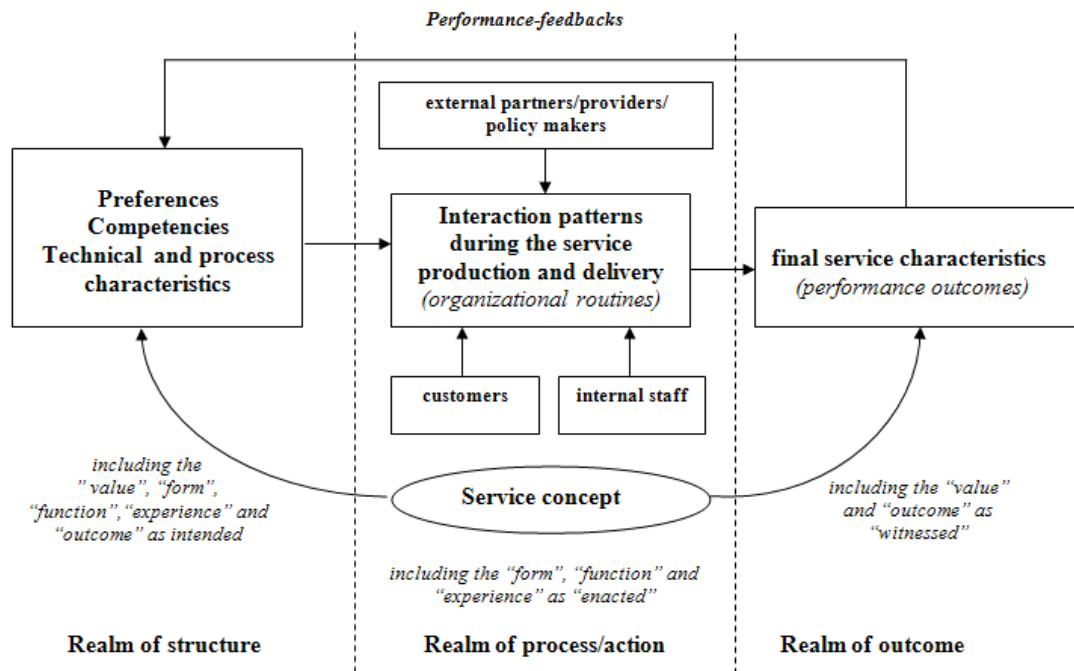 Performance-feedbacks
external partners/providers/
policy makers
Preferences
Competencies
Technical and process
characteristics
Interaction patterns
during the service
production and delivery
(organizational routines)
final service characteristics
(performance outcomes)
customers
internal staff
including the
” value”, “form”,
“function”,“experience” and
“outcome” as intended
Service concept
including the “value”
and “outcome” as
“witnessed”
including the “form”, “function” and
“experience” as “enacted”
Realm of structure
Realm of process/action
Realm of outcome